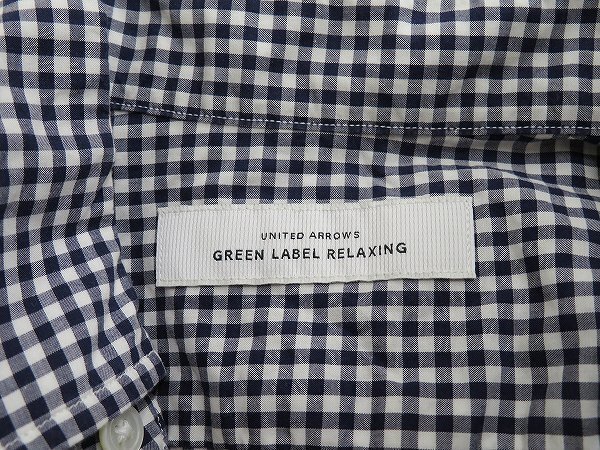 UNITED ARROWS
GREEN LABEL RELAXING